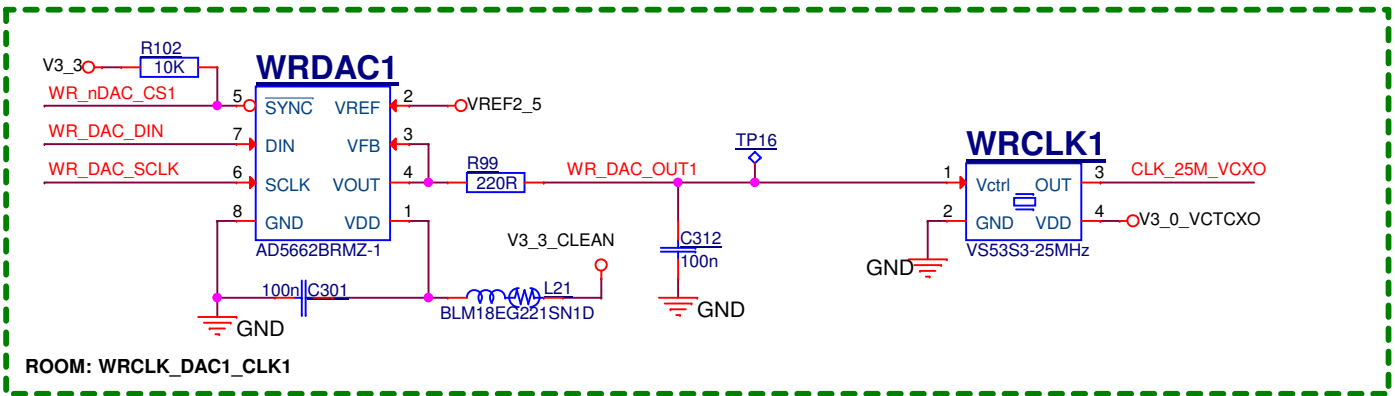 R102
V3_3
10K
WRDAC1
WR_nDAC_CS1
5
SYNC
VREF
2
VREF2_5
WR_DAC_DIN
7
DIN
VFB
3
TP16
WRCLK1
WR_DAC_SCLK
6
SCLK
VOUT
4
R99
220R
WR_DAC_OUT1
1
Vctrl
OUT
3
CLK_25M_VCXO
8
GND
VDD
1
2
GND
VDD
4
V3_0_VCTCXO
AD5662BRMZ-1
V3_3_CLEAN
C312
100n
VS53S3-25MHz
GND
100n
C301
L21
BLM18EG221SN1D
GND
GND
ROOM: WRCLK_DAC1_CLK1